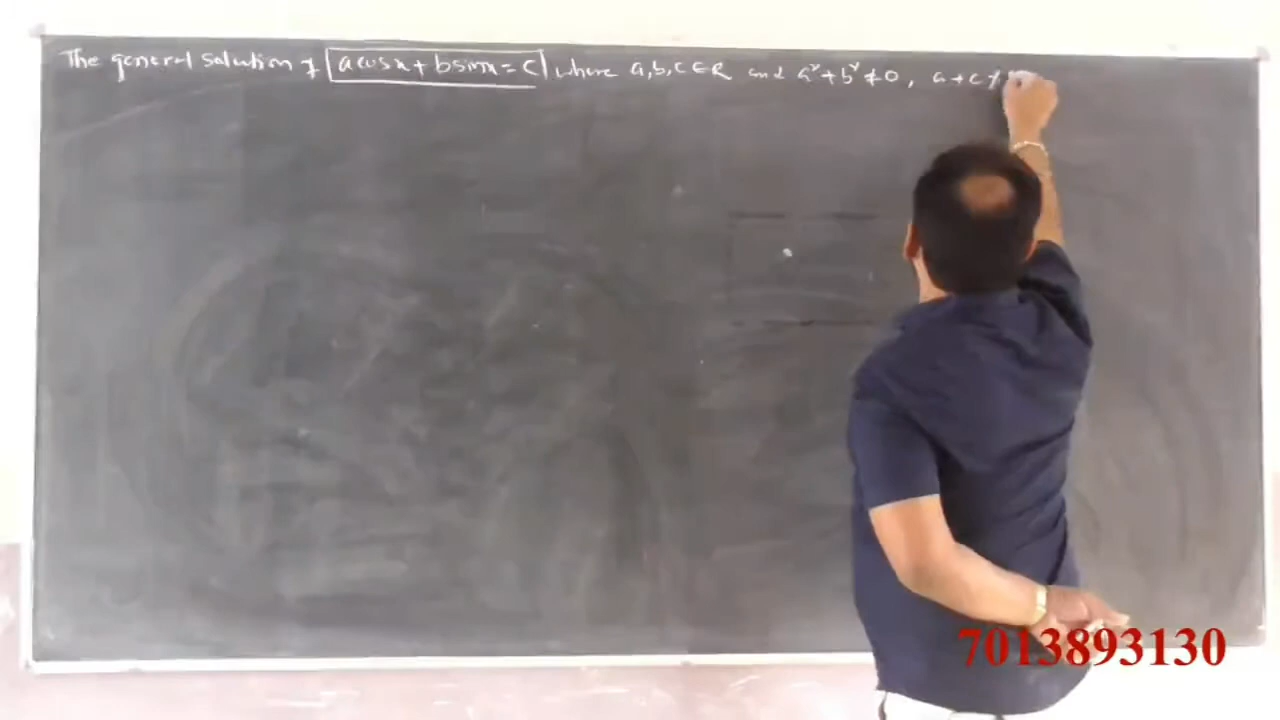 The general solution of a cos x + b sin x = c where a, b, c ∈ R and a² + b² ≠ 0, a + c ≠
7013893130